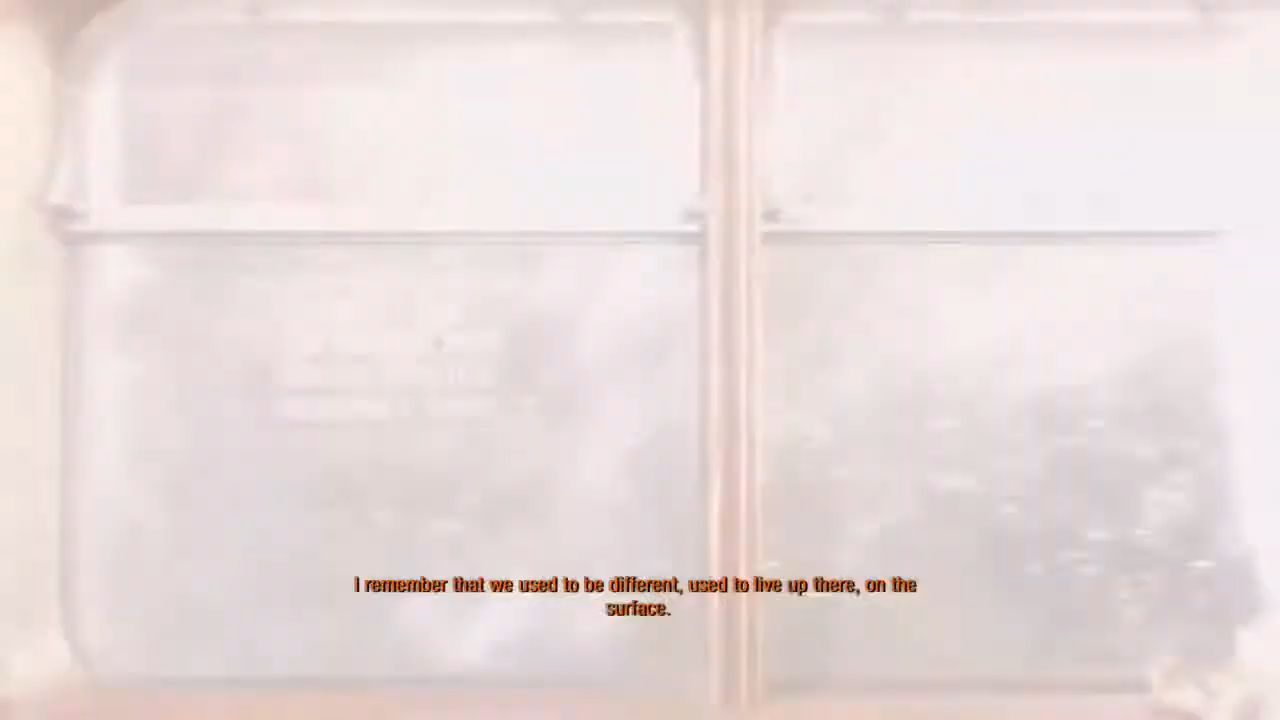 I remember that we used to be different, used to live up there, on the
surface.